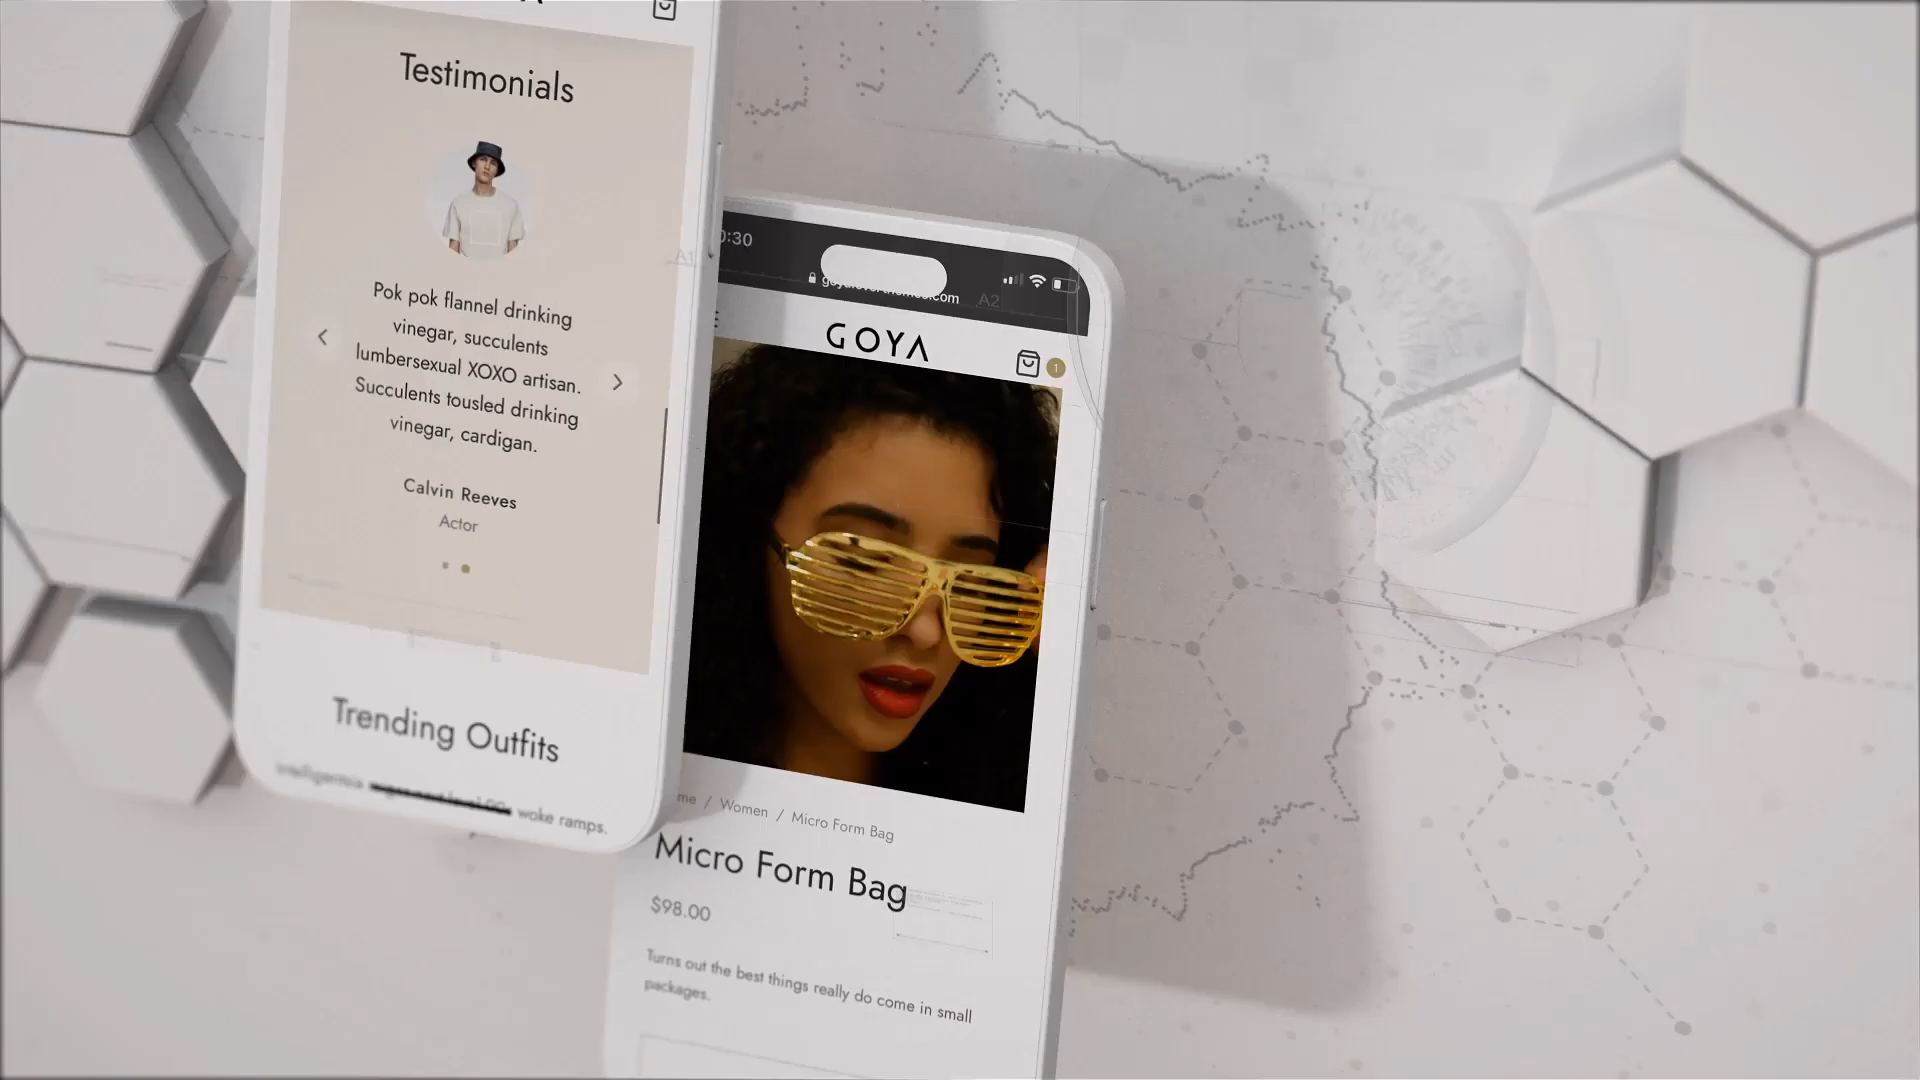 Testimonials
Pok pok flannel drinking
vinegar, succulents
lumbersexual XOXO artisan.
Succulents tousled drinking
vinegar, cardigan.
Calvin Reeves
Actor
Trending Outfits
woke ramps.
A1
0:30
A2
GOYA
1
/ Women / Micro Form Bag
Micro Form Bag
$98.00
Turns out the best things really do come in small
packages.